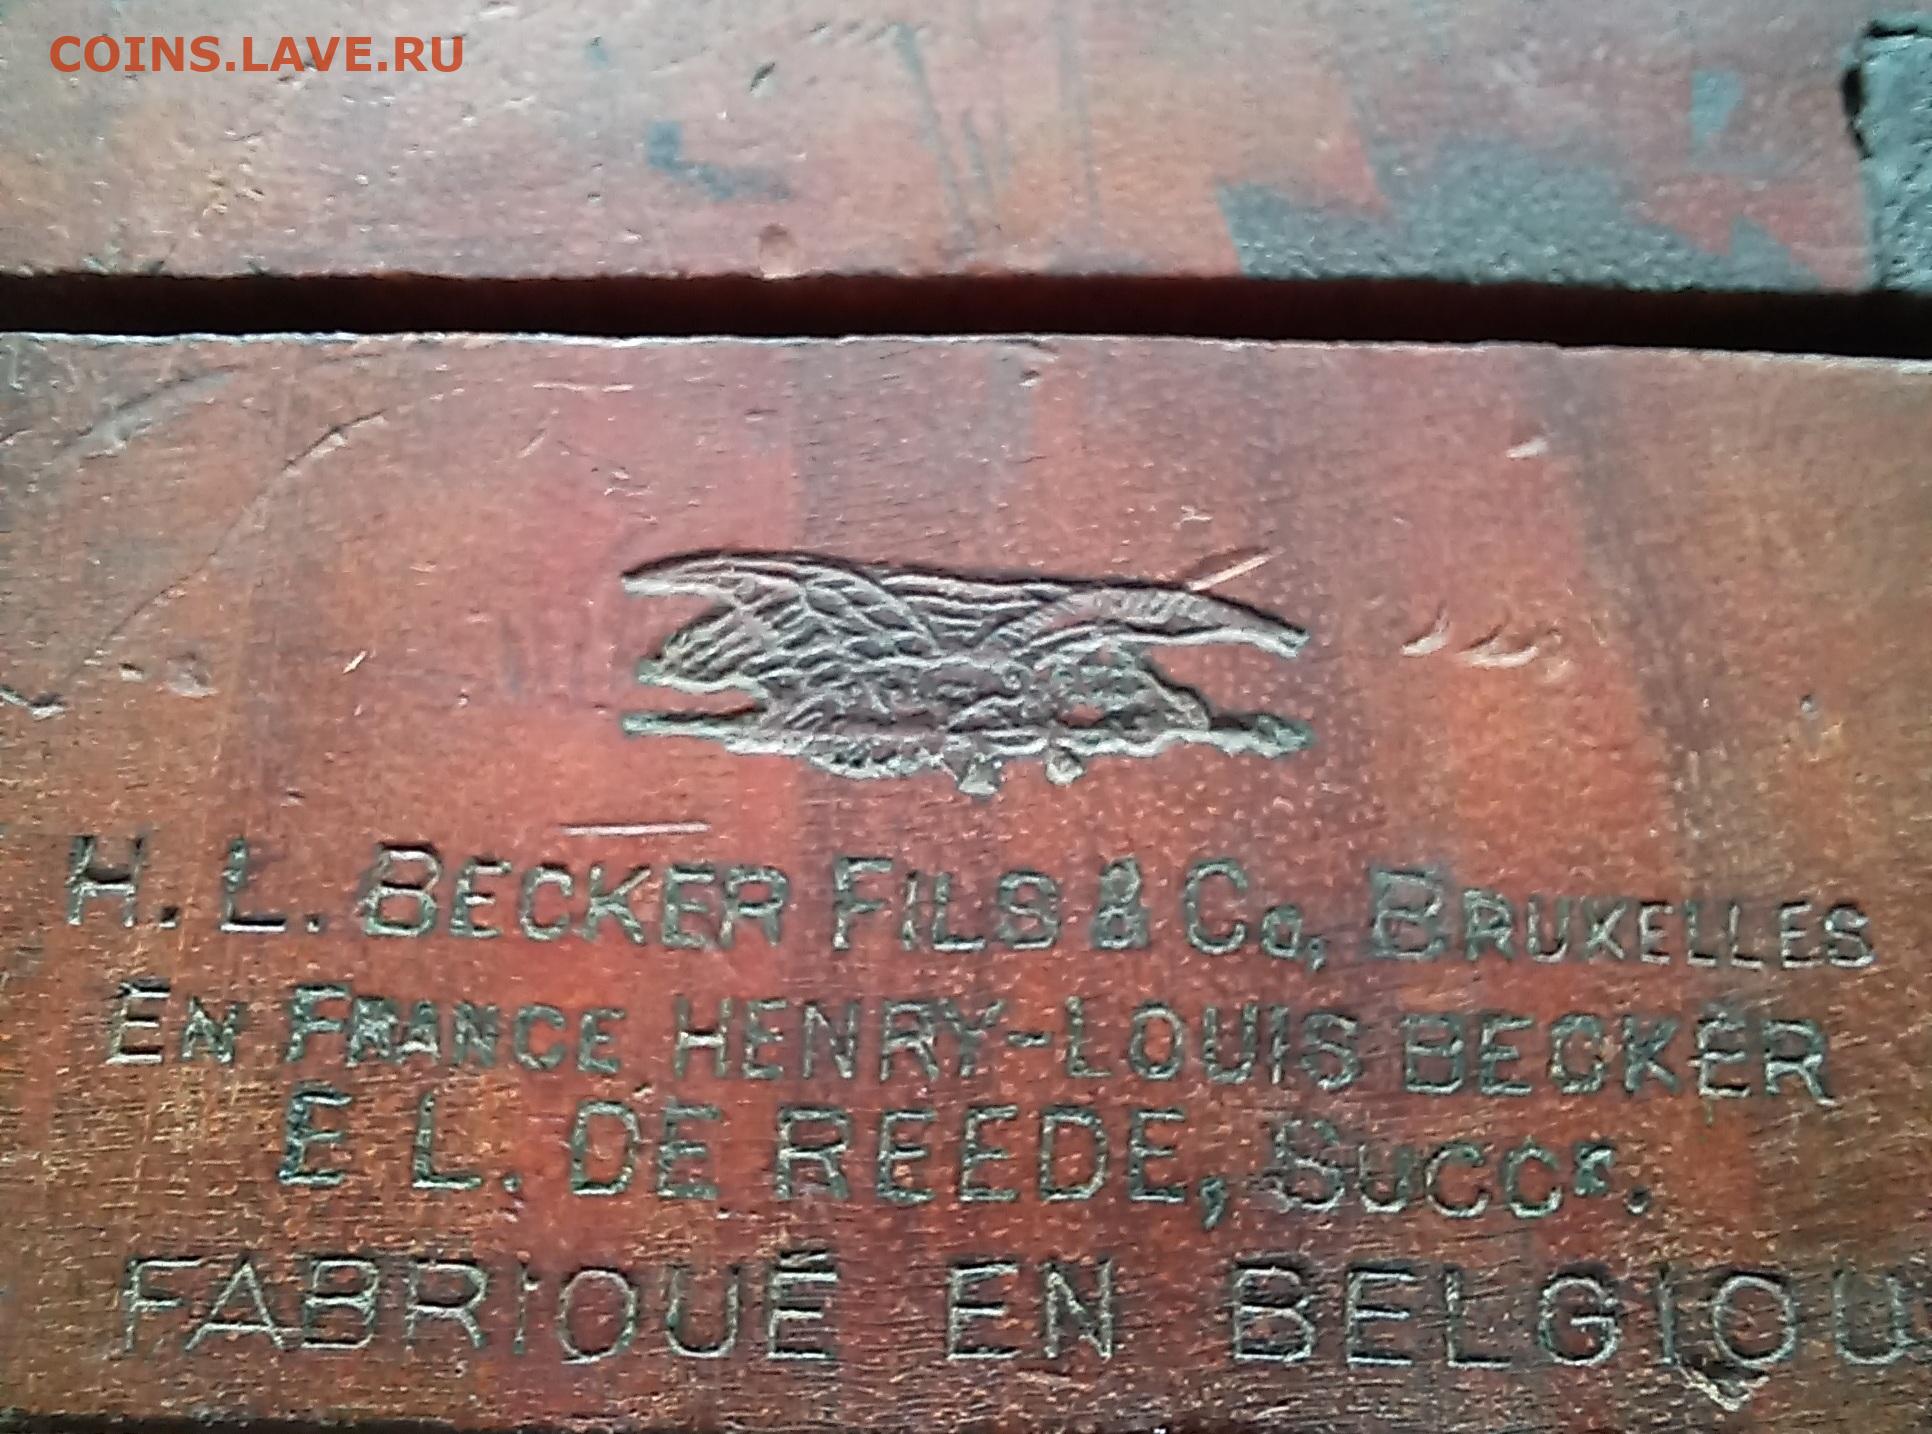 COINS.LAVE.RU
H. L. BECKER FILS & Co, BRUXELLES
EN FRANCE HENRY-LOUIS BECKER
E L. DE REEDE, SUCCR.
FABRIQUÉ EN BELGIQU